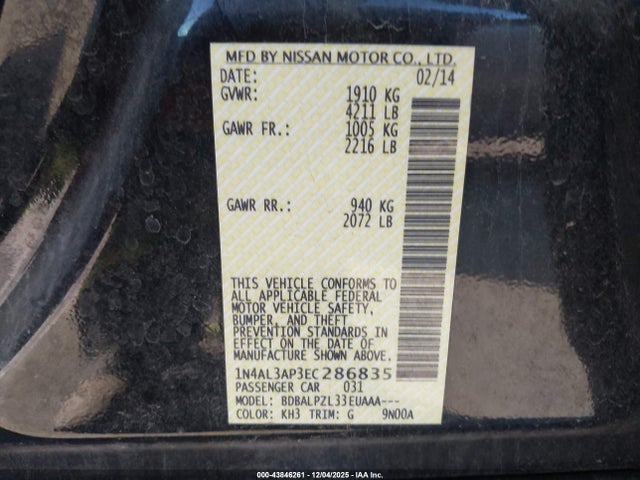 MFD BY NISSAN MOTOR CO., LTD.
DATE: 02/14
GVWR: 1910 KG
4211 LB
GAWR FR.: 1005 KG
2216 LB
GAWR RR.: 940 KG
2072 LB
THIS VEHICLE CONFORMS TO
ALL APPLICABLE FEDERAL
MOTOR VEHICLE SAFETY,
BUMPER, AND THEFT
PREVENTION STANDARDS IN
EFFECT ON THE DATE OF
MANUFACTURE SHOWN ABOVE.
1N4AL3AP3EC286835
PASSENGER CAR 031
MODEL: BDBALPZL33EUAAA---
COLOR: KH3 TRIM: G 9N00A
000-43846261 - 12/04/2025 - IAA Inc.